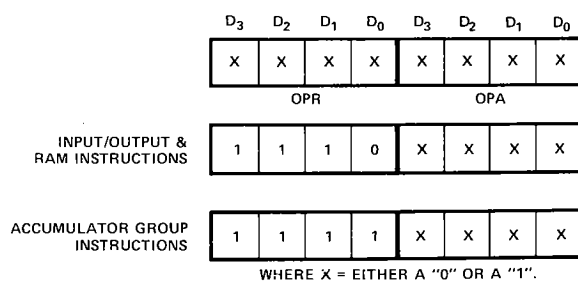 D3 D2 D1 D0 D3 D2 D1 D0
X X X X X X X X
OPR OPA
INPUT/OUTPUT &
RAM INSTRUCTIONS
1 1 1 0 X X X X
ACCUMULATOR GROUP
INSTRUCTIONS
1 1 1 1 X X X X
WHERE X = EITHER A "0" OR A "1".